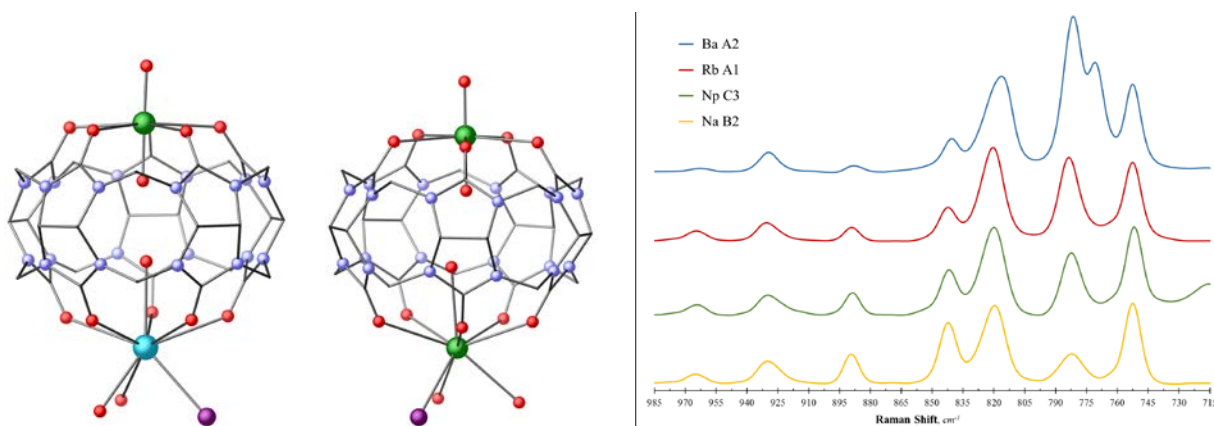 Ba A2
Rb A1
Np C3
Na B2
985 970 955 940 925 910 895 880 865 850 835 820 805 790 775 760 745 730 715
Raman Shift, cm⁻¹